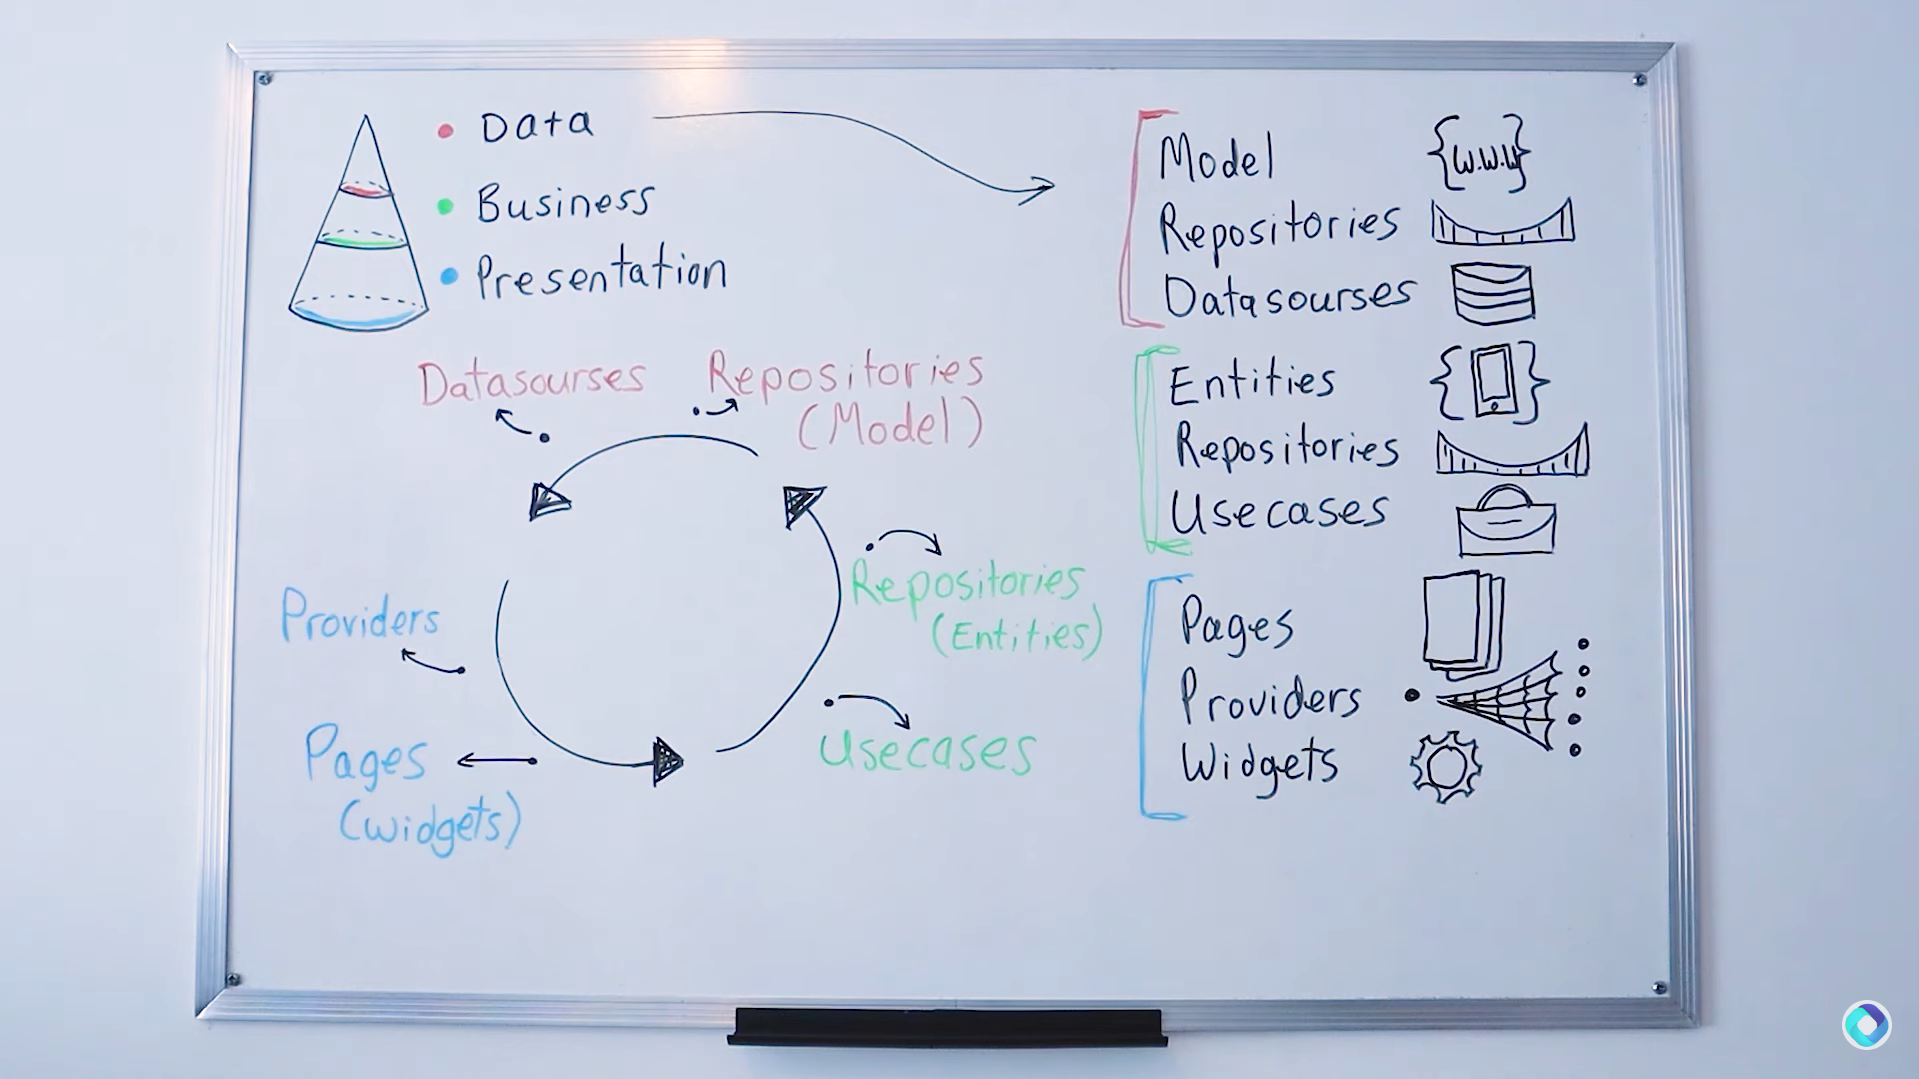 Data
Business
Presentation
Model
{W.W.W}
Repositories
Datasourses
Entities
Repositories
Usecases
Pages
Providers
Widgets
Datasourses
Repositories
(Model)
Repositories
(Entities)
Usecases
Providers
Pages
(Widgets)